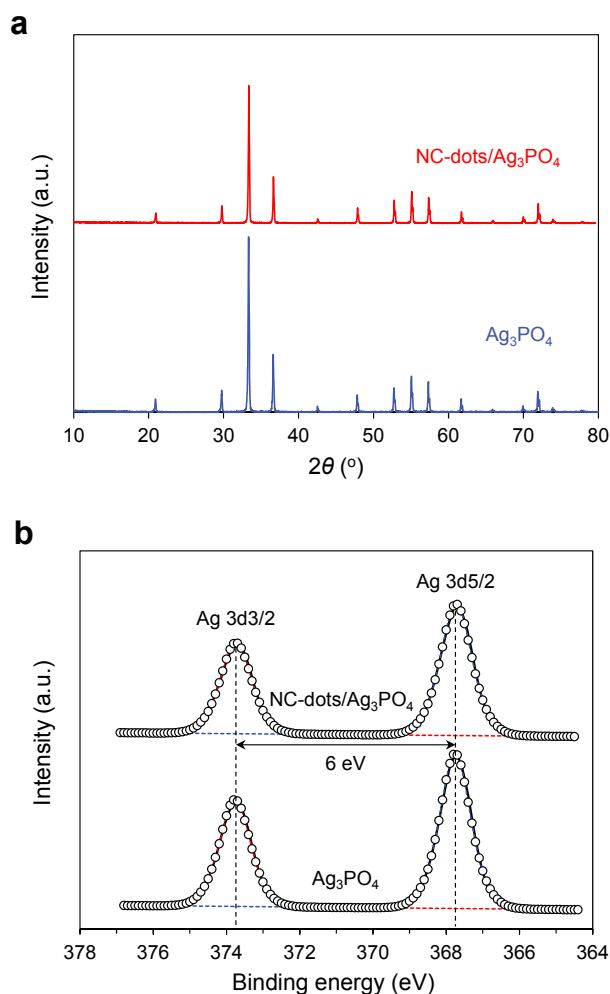 a
Intensity (a.u.)
NC-dots/Ag₃PO₄
Ag₃PO₄
10 20 30 40 50 60 70 80
2θ (°)
b
Intensity (a.u.)
Ag 3d3/2
Ag 3d5/2
NC-dots/Ag₃PO₄
6 eV
Ag₃PO₄
378 376 374 372 370 368 366 364
Binding energy (eV)